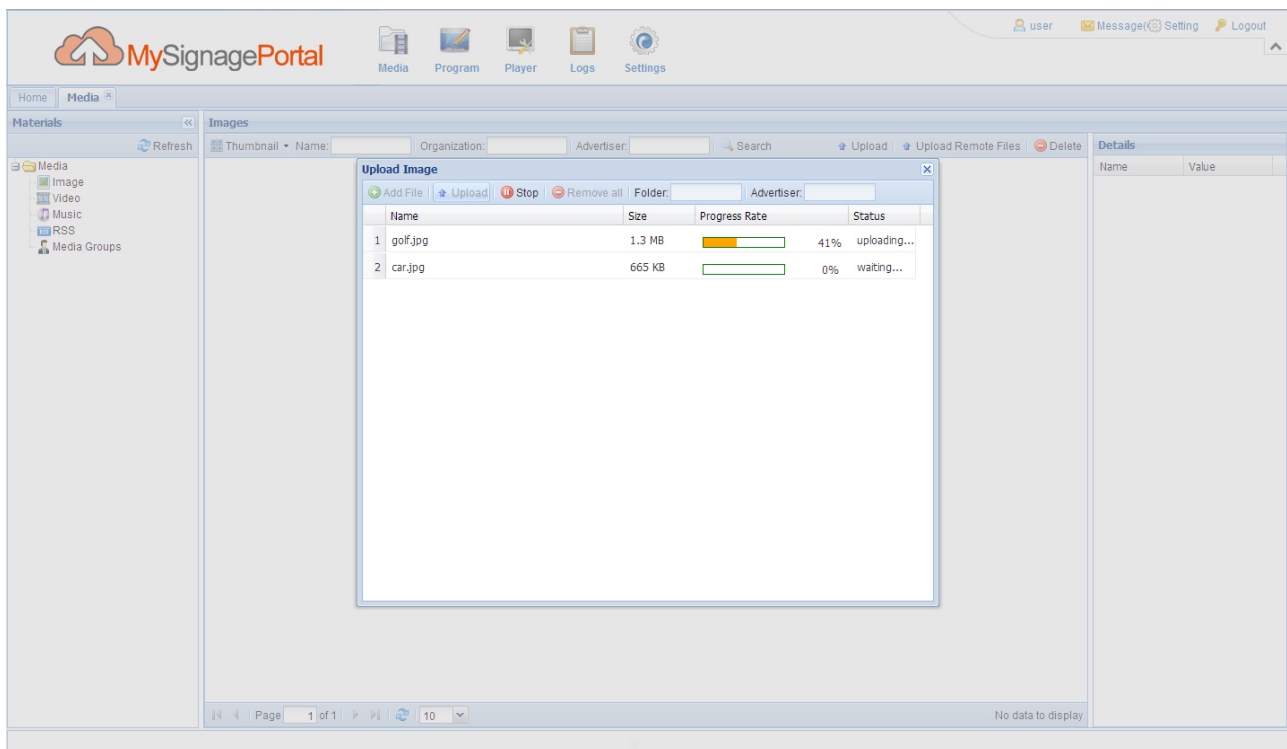 MySignagePortal
Media Program Player Logs Settings
user Message( Setting Logout
Home Media
Materials
Refresh
Media
Image
Video
Music
RSS
Media Groups
Images
Thumbnail Name: Organization: Advertiser: Search Upload Upload Remote Files Delete
Details
Name Value
Upload Image
Add File Upload Stop Remove all Folder: Advertiser:
Name Size Progress Rate Status
1 golf.jpg 1.3 MB 41% uploading...
2 car.jpg 665 KB 0% waiting...
Page 1 of 1 10 No data to display